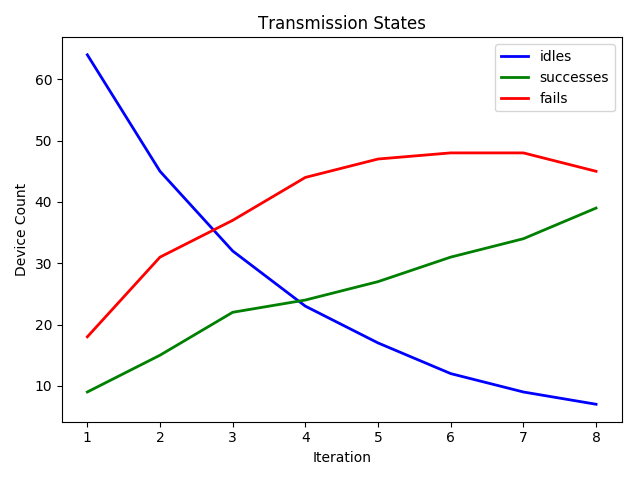 Transmission States
idles
successes
fails
Device Count
60
50
40
30
20
10
1 2 3 4 5 6 7 8
Iteration